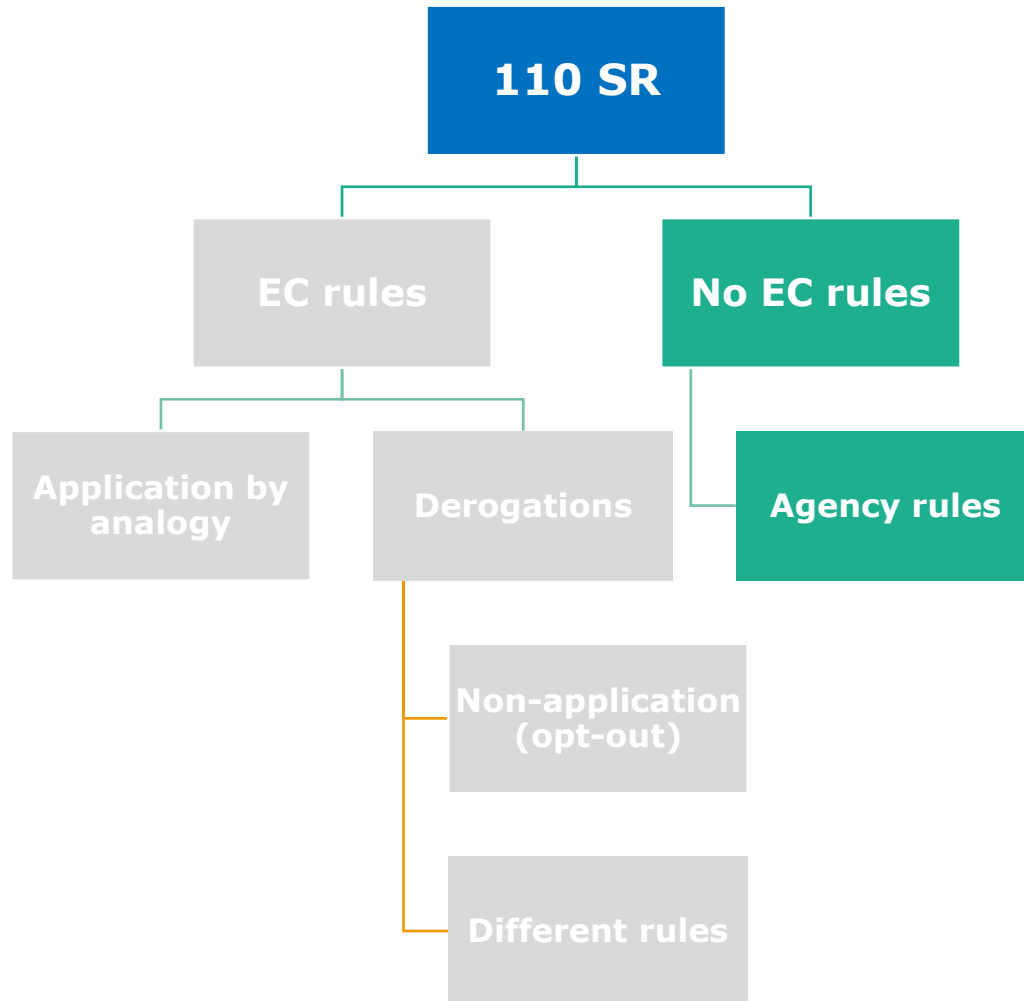 110 SR
EC rules
No EC rules
Application by
analogy
Derogations
Agency rules
Non-application
(opt-out)
Different rules